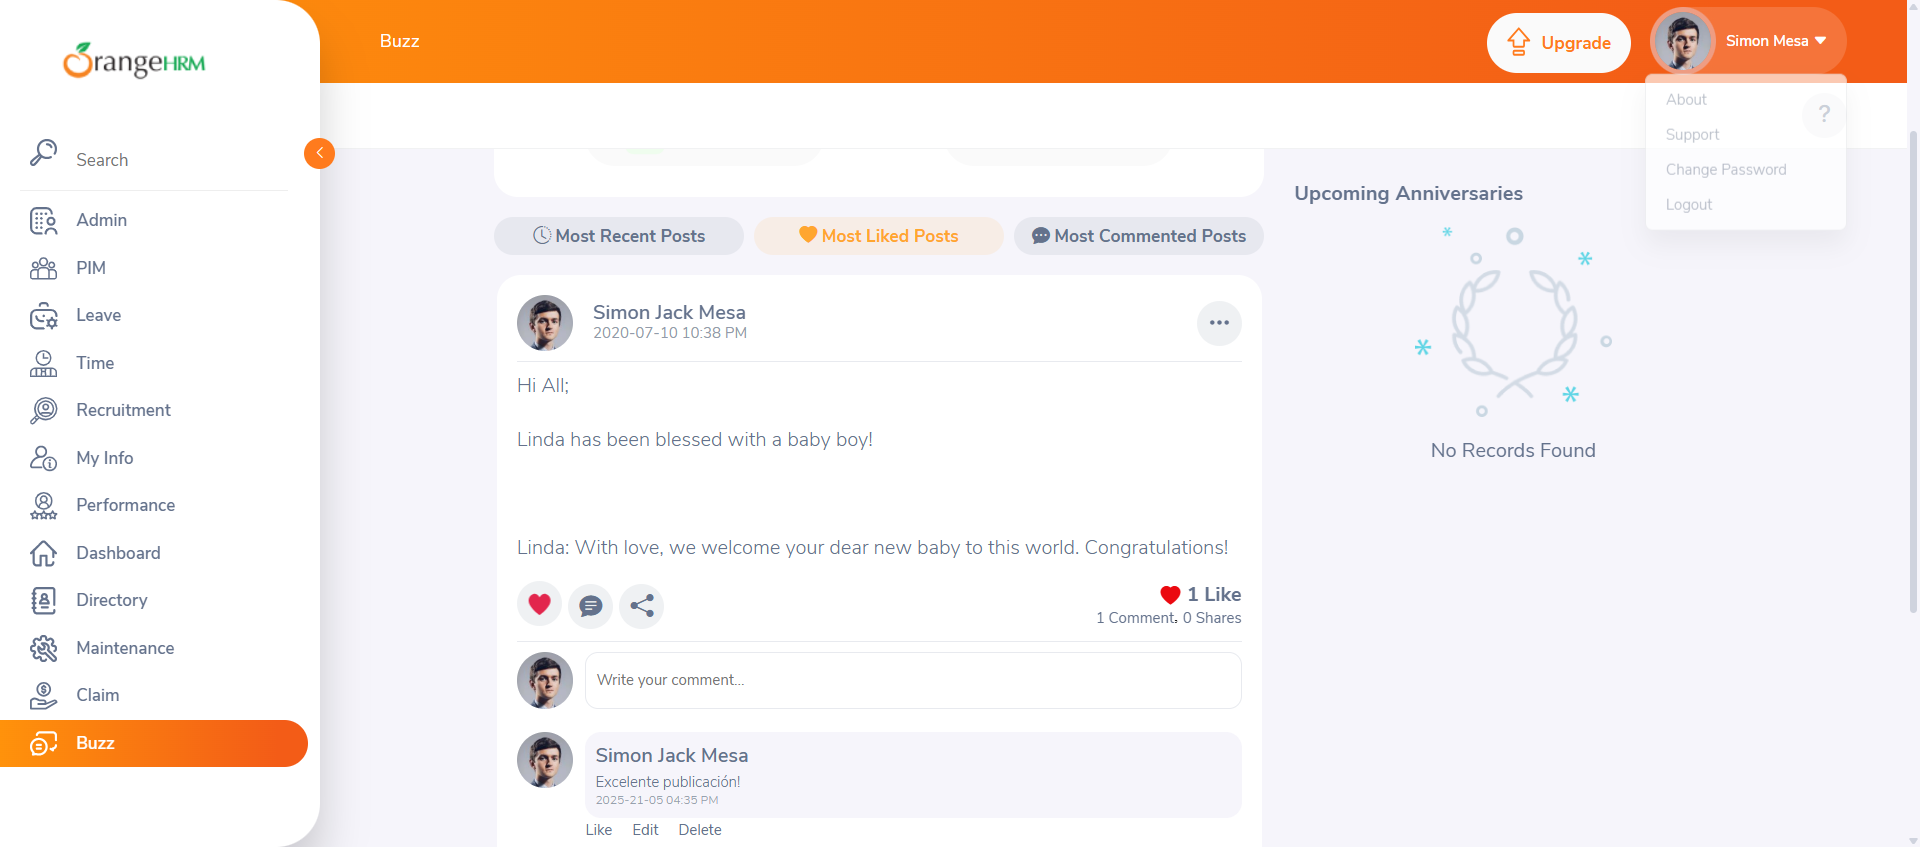 OrangeHRM
Search
Admin
PIM
Leave
Time
Recruitment
My Info
Performance
Dashboard
Directory
Maintenance
Claim
Buzz
Buzz
Upgrade
Simon Mesa
About
Support
Change Password
Logout
?
Most Recent Posts
Most Liked Posts
Most Commented Posts
Simon Jack Mesa
2020-07-10 10:38 PM
Hi All;
Linda has been blessed with a baby boy!
Linda: With love, we welcome your dear new baby to this world. Congratulations!
1 Like
1 Comment, 0 Shares
Write your comment...
Simon Jack Mesa
Excelente publicación!
2025-21-05 04:35 PM
Like Edit Delete
Upcoming Anniversaries
No Records Found